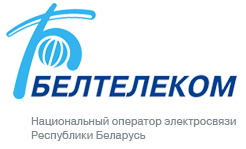 БЕЛТЕЛЕКОМ
Национальный оператор электросвязи
Республики Беларусь